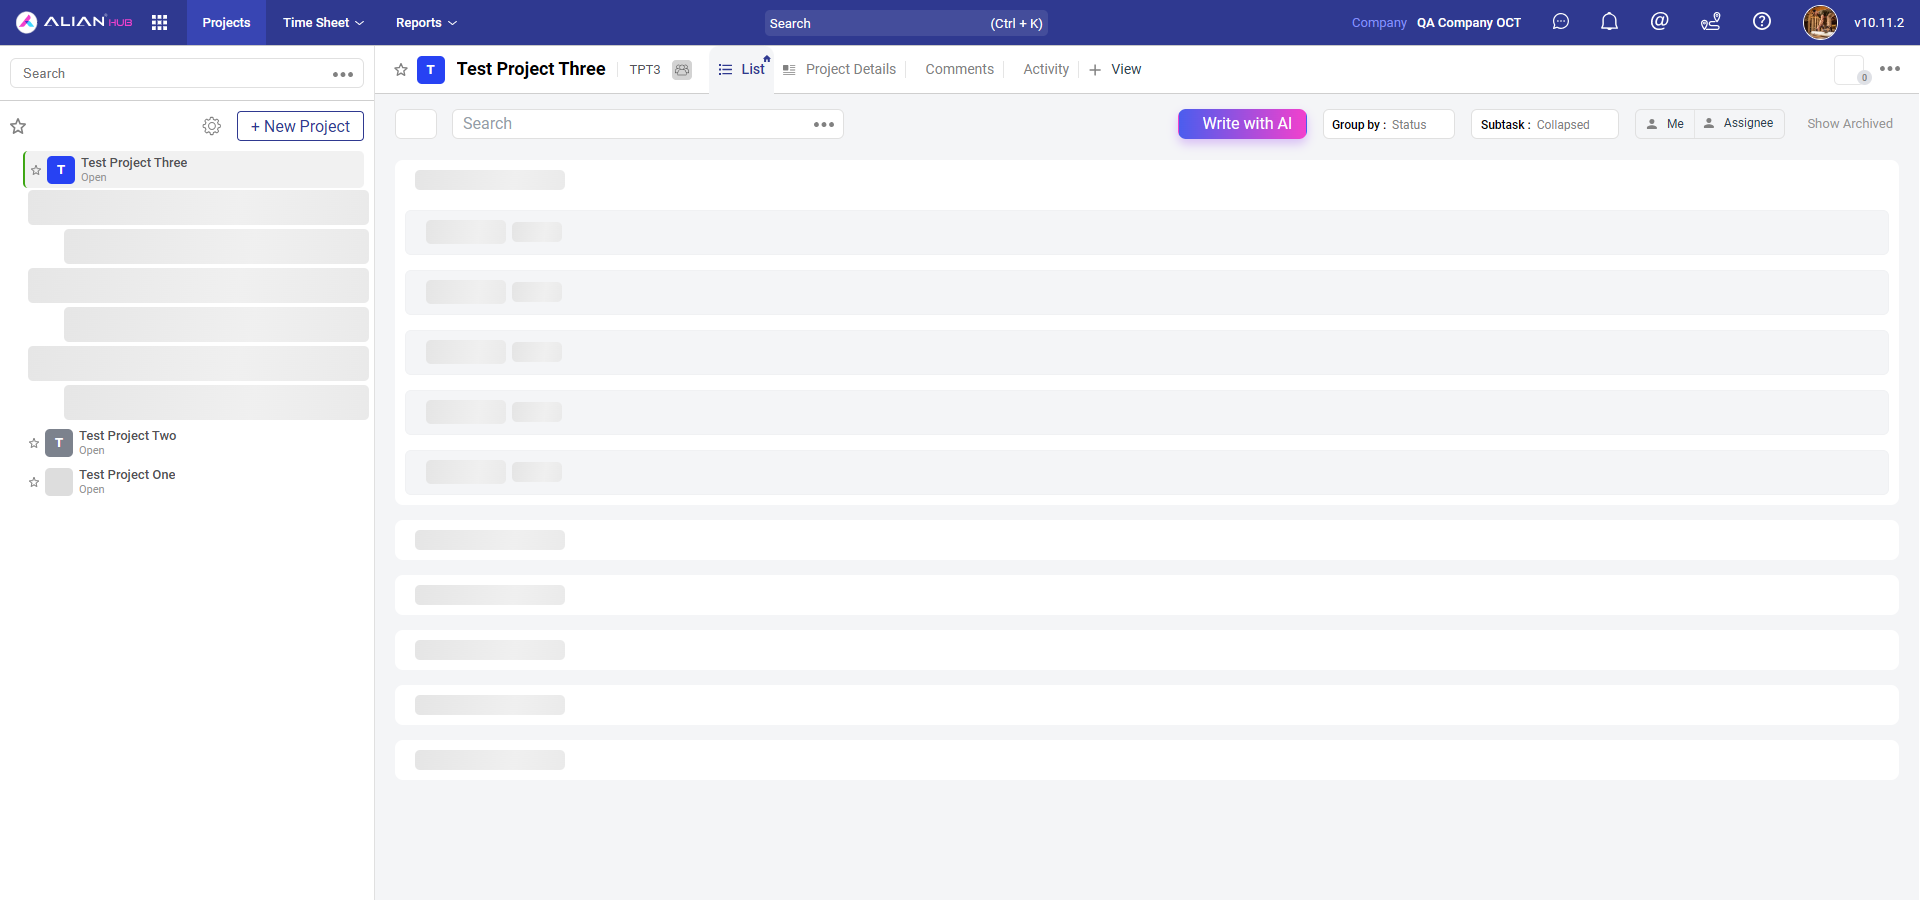 ALIAN HUB
Projects
Time Sheet
Reports
Search (Ctrl + K)
Company QA Company OCT
v10.11.2
Search
+ New Project
T Test Project Three
Open
T Test Project Two
Open
Test Project One
Open
T Test Project Three TPT3
List
Project Details
Comments
Activity
+ View
0
Search
Write with AI
Group by : Status
Subtask : Collapsed
Me
Assignee
Show Archived